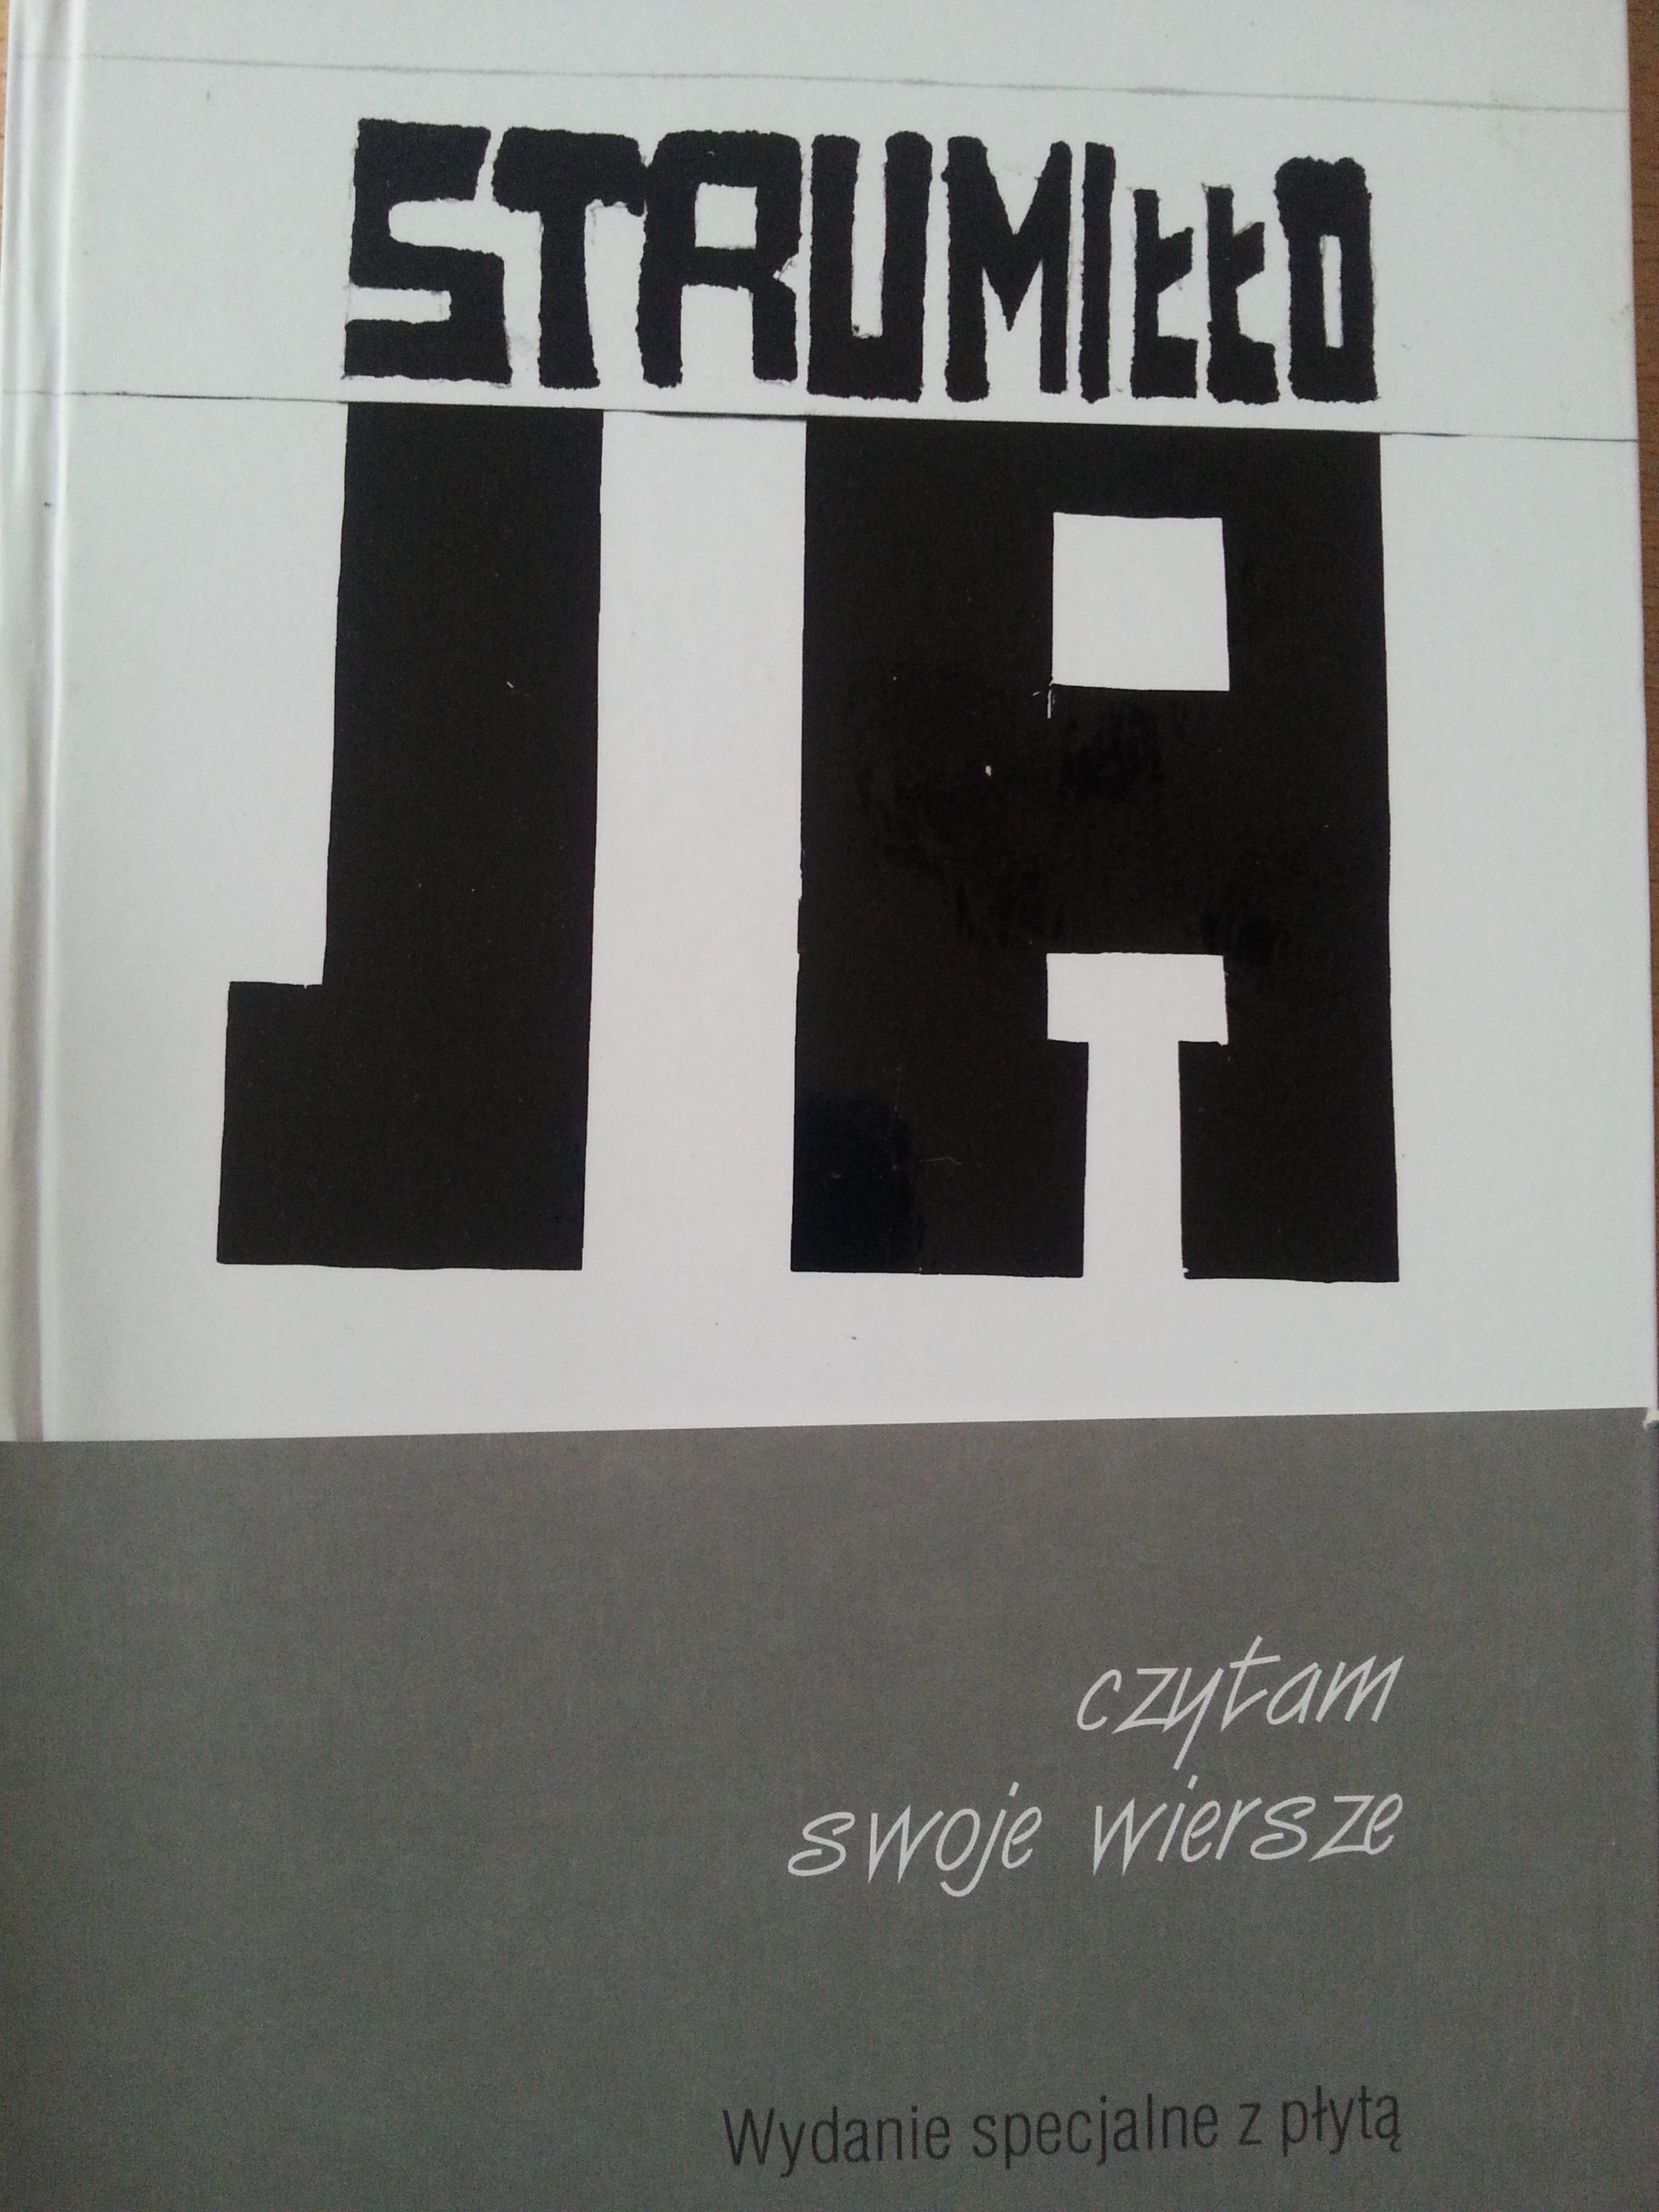 STRUMIŁŁO
JA
czytam
swoje wiersze
Wydanie specjalne z płytą